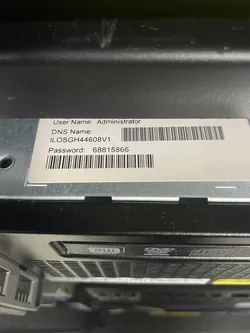 User Name: Administrator
DNS Name:
ILOSGH44608V1
Password: 68815866